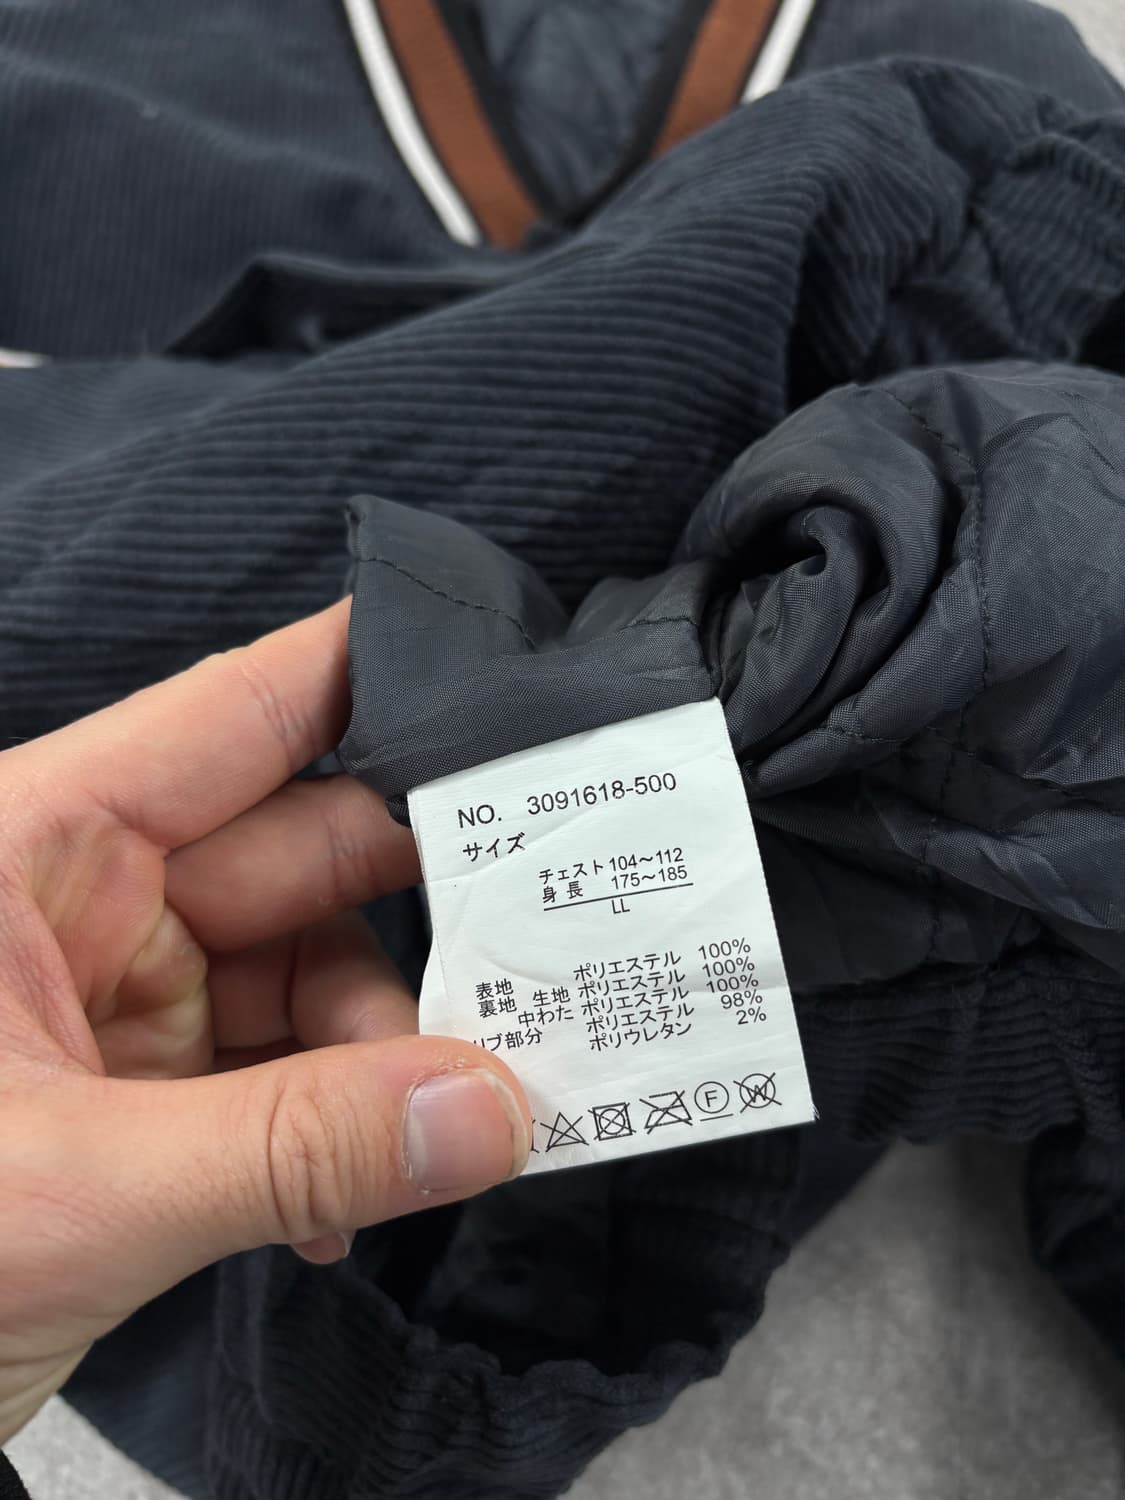 NO. 3091618-500
サイズ
チェスト 104～112
身 長 175～185
LL
表地 ポリエステル 100%
裏地 生地 ポリエステル 100%
中わた ポリエステル 100%
リブ部分 ポリエステル 98%
ポリウレタン 2%
F W